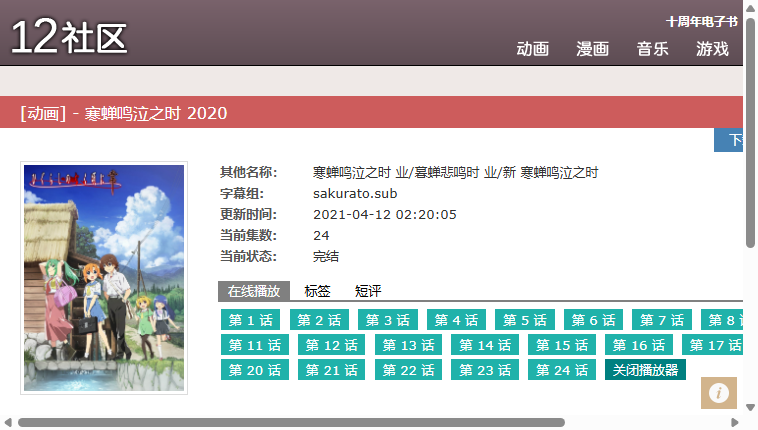 12社区
十周年电子书
动画 漫画 音乐 游戏
[动画] - 寒蝉鸣泣之时 2020
其他名称: 寒蝉鸣泣之时 业/暮蝉悲鸣时 业/新 寒蝉鸣泣之时
字幕组: sakurato.sub
更新时间: 2021-04-12 02:20:05
当前集数: 24
当前状态: 完结
在线播放 标签 短评
第 1 话 第 2 话 第 3 话 第 4 话 第 5 话 第 6 话 第 7 话 第 8
第 11 话 第 12 话 第 13 话 第 14 话 第 15 话 第 16 话 第 17 话
第 20 话 第 21 话 第 22 话 第 23 话 第 24 话 关闭播放器